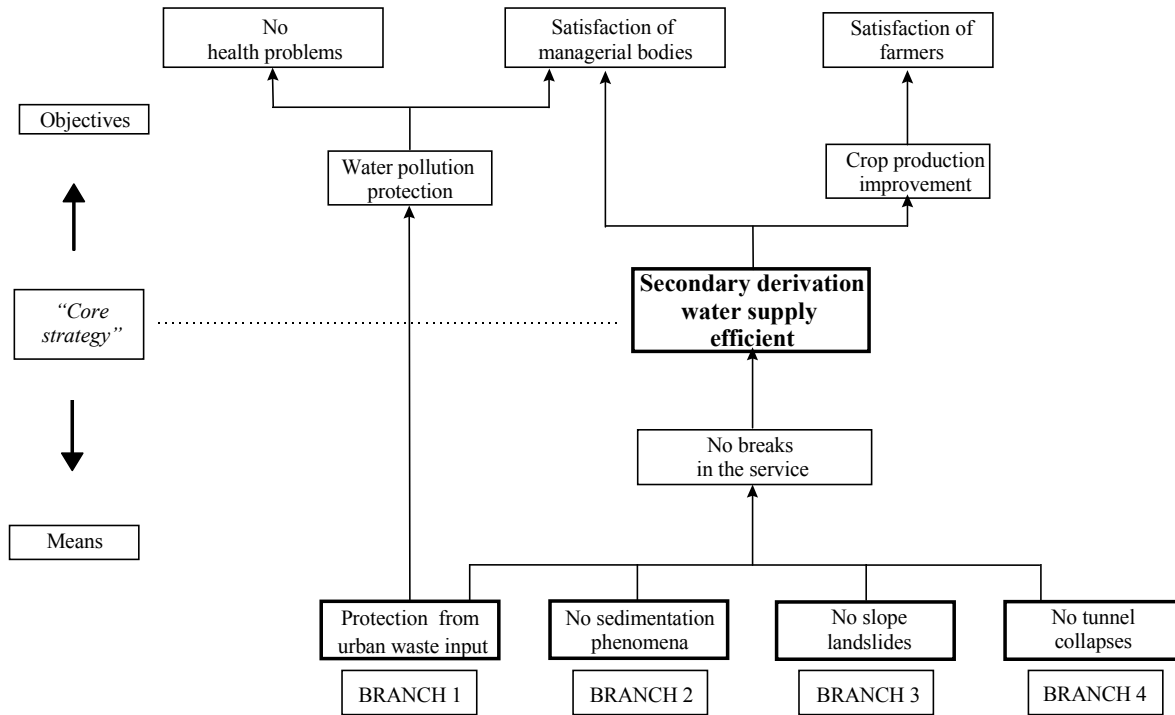 No
health problems
Satisfaction of
managerial bodies
Satisfaction of
farmers
Objectives
Water pollution
protection
Crop production
improvement
“Core
strategy”
Secondary derivation
water supply
efficient
No breaks
in the service
Means
Protection from
urban waste input
No sedimentation
phenomena
No slope
landslides
No tunnel
collapses
BRANCH 1
BRANCH 2
BRANCH 3
BRANCH 4